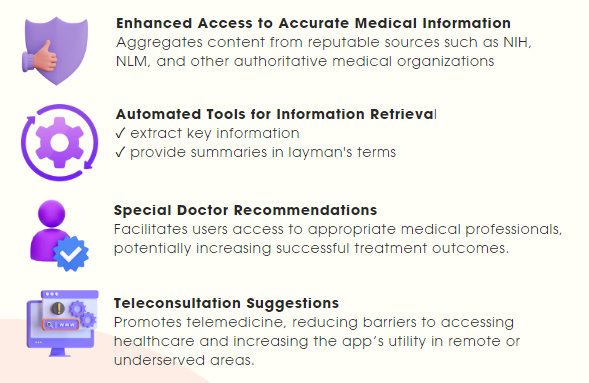 Enhanced Access to Accurate Medical Information
Aggregates content from reputable sources such as NIH,
NLM, and other authoritative medical organizations
Automated Tools for Information Retrieval
✓ extract key information
✓ provide summaries in layman's terms
Special Doctor Recommendations
Facilitates users access to appropriate medical professionals,
potentially increasing successful treatment outcomes.
WWW
Teleconsultation Suggestions
Promotes telemedicine, reducing barriers to accessing
healthcare and increasing the app’s utility in remote or
underserved areas.